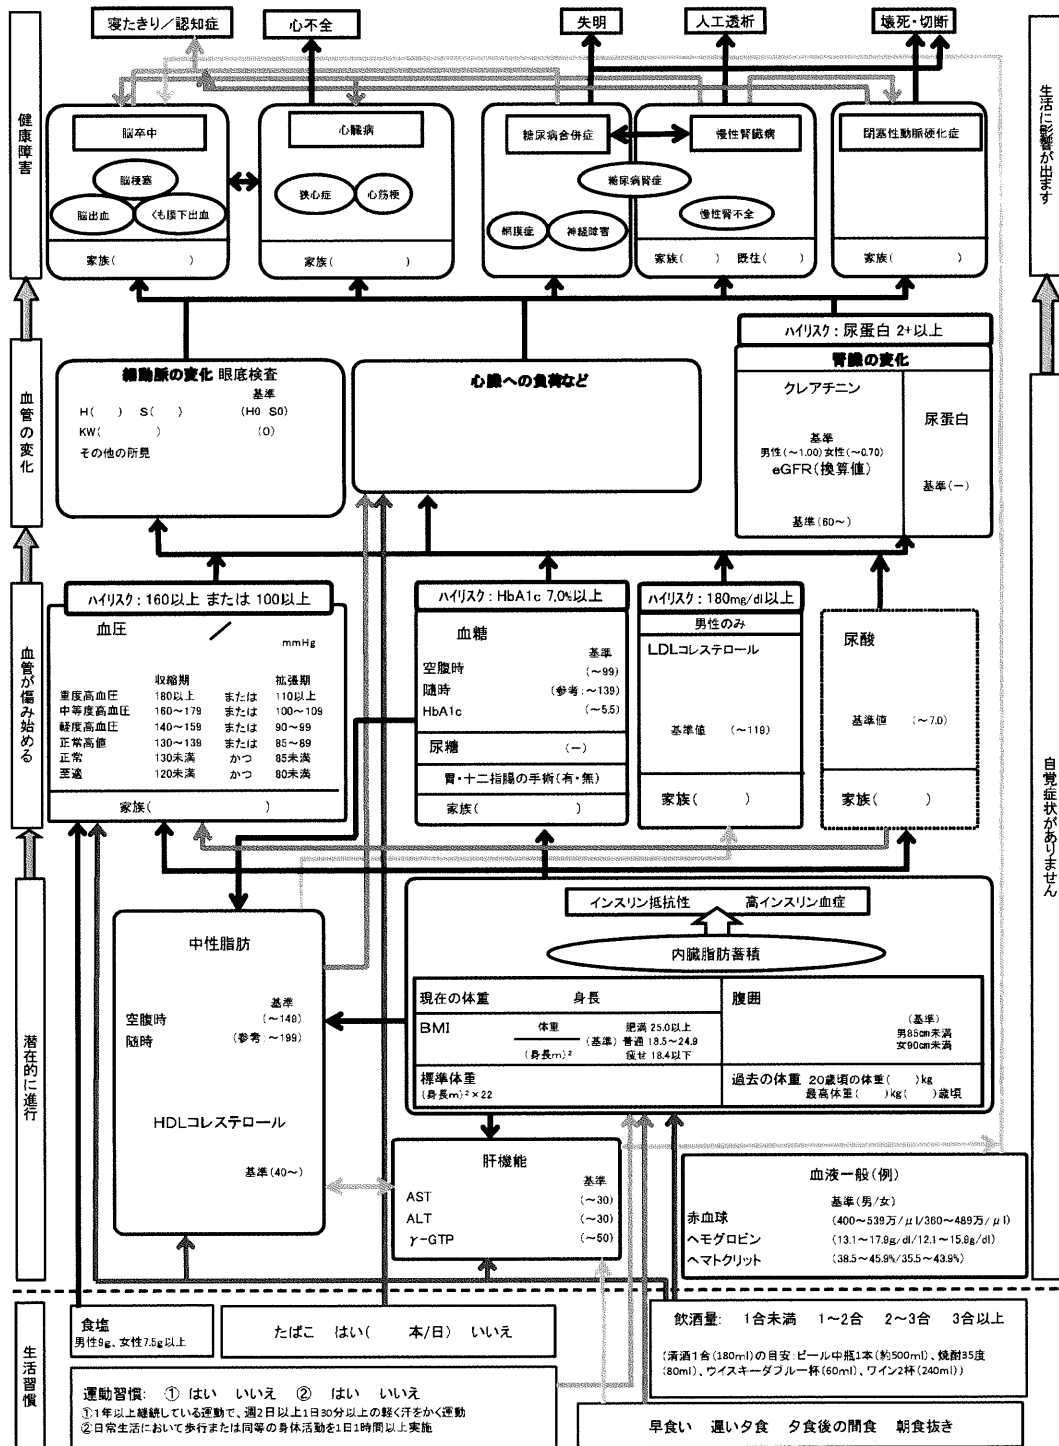 寝たきり／認知症
心不全
失明
人工透析
壊死・切断
健康障害
生活に影響が出ます
脳卒中
脳梗塞
脳出血
くも膜下出血
家族( )
心臓病
狭心症
心筋梗
家族( )
糖尿病合併症
慢性腎臓病
糖尿病腎症
網膜症
神経障害
慢性腎不全
家族( ) 既往( )
閉塞性動脈硬化症
家族( )
血管の変化
細動脈の変化 眼底検査
基準
H( ) S( ) (H0 S0)
KW( ) (0)
その他の所見
心臓への負荷など
ハイリスク：尿蛋白 2+以上
腎臓の変化
クレアチニン
基準
男性(～1.00)女性(～0.70)
eGFR(換算値)
基準(60～)
尿蛋白
基準(－)
血管が傷み始める
自覚症状がありません
ハイリスク：160以上 または 100以上
血圧 ／
mmHg
収縮期 拡張期
重度高血圧 180以上 または 110以上
中等度高血圧 160～179 または 100～109
軽度高血圧 140～159 または 90～99
正常高値 130～139 または 85～89
正常 130未満 かつ 85未満
至適 120未満 かつ 80未満
家族( )
ハイリスク：HbA1c 7.0%以上
血糖
基準
空腹時 (～99)
随時 (参考：～139)
HbA1c (～5.5)
尿糖 (－)
胃・十二指腸の手術(有・無)
家族( )
ハイリスク：180mg/dl以上
男性のみ
LDLコレステロール
基準値 (～119)
家族( )
尿酸
基準値 (～7.0)
家族( )
潜在的に進行
中性脂肪
基準
空腹時 (～149)
随時 (参考：～199)
HDLコレステロール
基準(40～)
インスリン抵抗性 高インスリン血症
内臓脂肪蓄積
現在の体重 身長
BMI 体重 肥満 25.0以上
(基準) 普通 18.5～24.9
(身長m)² 痩せ 18.4以下
標準体重
(身長m)²×22
腹囲
(基準)
男85cm未満
女90cm未満
過去の体重 20歳頃の体重( )kg
最高体重( )kg( )歳頃
肝機能
基準
AST (～30)
ALT (～30)
γ-GTP (～50)
血液一般(例)
基準(男/女)
赤血球 (400～539万/μl/360～489万/μl)
ヘモグロビン (13.1～17.9g/dl/12.1～15.9g/dl)
ヘマトクリット (38.5～45.9%/35.5～43.9%)
生活習慣
食塩
男性9g、女性7.5g以上
たばこ はい( 本/日) いいえ
飲酒量: 1合未満 1～2合 2～3合 3合以上
(清酒1合(180ml)の目安:ビール中瓶1本(約500ml)、焼酎35度
(80ml)、ウイスキーダブル一杯(60ml)、ワイン2杯(240ml))
運動習慣: ① はい いいえ ② はい いいえ
①1年以上継続している運動で、週2日以上1日30分以上の軽く汗をかく運動
②日常生活において歩行または同等の身体活動を1日1時間以上実施
早食い 遅い夕食 夕食後の間食 朝食抜き